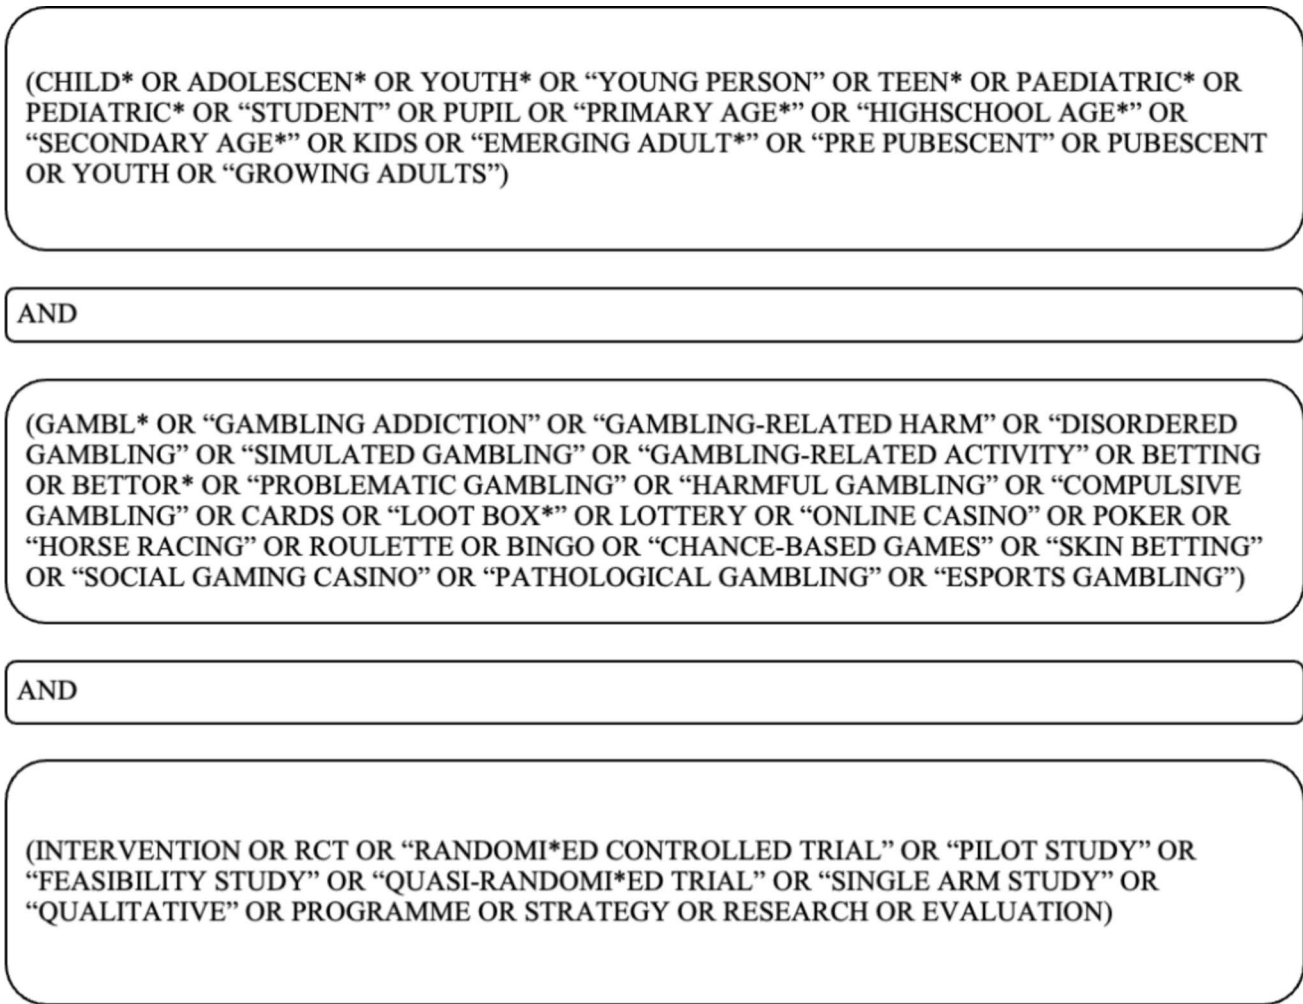 (CHILD* OR ADOLESCEN* OR YOUTH* OR “YOUNG PERSON” OR TEEN* OR PAEDIATRIC* OR
PEDIATRIC* OR “STUDENT” OR PUPIL OR “PRIMARY AGE*” OR “HIGHSCHOOL AGE*” OR
“SECONDARY AGE*” OR KIDS OR “EMERGING ADULT*” OR “PRE PUBESCENT” OR PUBESCENT
OR YOUTH OR “GROWING ADULTS”)
AND
(GAMBL* OR “GAMBLING ADDICTION” OR “GAMBLING-RELATED HARM” OR “DISORDERED
GAMBLING” OR “SIMULATED GAMBLING” OR “GAMBLING-RELATED ACTIVITY” OR BETTING
OR BETTOR* OR “PROBLEMATIC GAMBLING” OR “HARMFUL GAMBLING” OR “COMPULSIVE
GAMBLING” OR CARDS OR “LOOT BOX*” OR LOTTERY OR “ONLINE CASINO” OR POKER OR
“HORSE RACING” OR ROULETTE OR BINGO OR “CHANCE-BASED GAMES” OR “SKIN BETTING”
OR “SOCIAL GAMING CASINO” OR “PATHOLOGICAL GAMBLING” OR “ESPORTS GAMBLING”)
AND
(INTERVENTION OR RCT OR “RANDOMI*ED CONTROLLED TRIAL” OR “PILOT STUDY” OR
“FEASIBILITY STUDY” OR “QUASI-RANDOMI*ED TRIAL” OR “SINGLE ARM STUDY” OR
“QUALITATIVE” OR PROGRAMME OR STRATEGY OR RESEARCH OR EVALUATION)